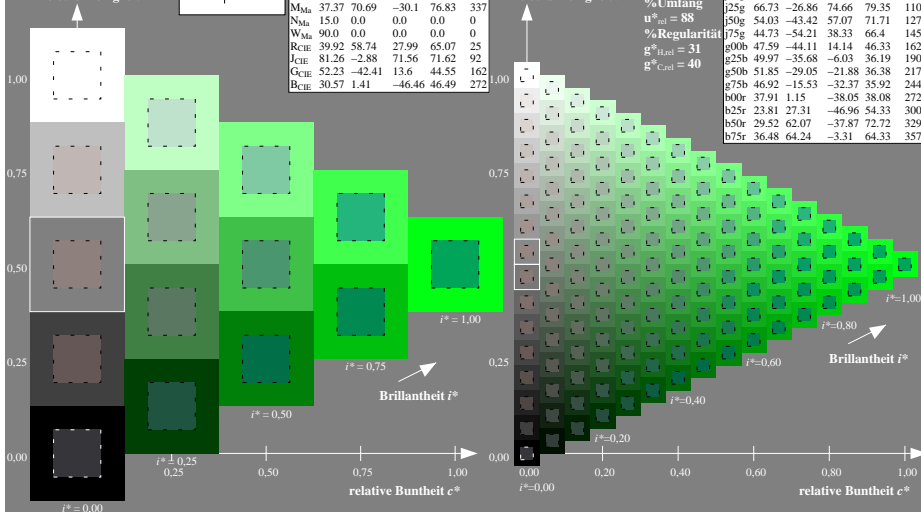 M_Ma 37.37 70.69 −30.1 76.83 337
N_Ma 15.0 0.0 0.0 0.0 0
W_Ma 90.0 0.0 0.0 0.0 0
R_CIE 39.92 58.74 27.99 65.07 25
J_CIE 81.26 −2.88 71.56 71.62 92
G_CIE 52.23 −42.41 13.6 44.55 162
B_CIE 30.57 1.41 −46.46 46.49 272
1,00
0,75
0,50
0,25
0,00
i* = 1,00
i* = 0,75
i* = 0,50
i* = 0,25
i* = 0,00
Brillantheit i*
0,25 0,50 0,75 1,00
relative Buntheit c*
%Umfang
u*rel = 88
%Regularität
g*H,rel = 31
g*C,rel = 40
j25g 66.73 −26.86 74.66 79.35 110
j50g 54.03 −43.42 57.07 71.71 127
j75g 44.73 −54.21 38.33 66.4 145
g00b 47.59 −44.11 14.14 46.33 162
g25b 49.97 −35.68 −6.03 36.19 190
g50b 51.85 −29.05 −21.88 36.38 217
g75b 46.92 −15.53 −32.37 35.92 244
b00r 37.91 1.15 −38.05 38.08 272
b25r 23.81 27.31 −46.96 54.33 300
b50r 29.52 62.07 −37.87 72.72 329
b75r 36.48 64.24 −3.31 64.33 357
1,00
0,75
0,50
0,25
0,00
i*=1,00
i*=0,80
i*=0,60
i*=0,40
i*=0,20
i*=0,00
Brillantheit i*
0,00 0,20 0,40 0,60 0,80 1,00
relative Buntheit c*